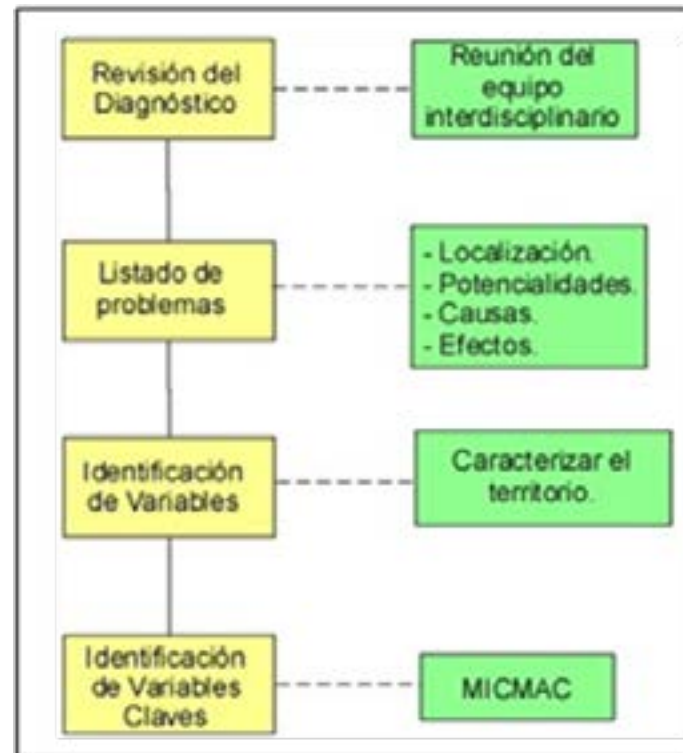 Revisión del
Diagnóstico
Reunión del
equipo
interdisciplinario
Listado de
problemas
- Localización.
- Potencialidades.
- Causas.
- Efectos.
Identificación
de Variables
Caracterizar el
territorio.
Identificación
de Variables
Claves
MICMAC